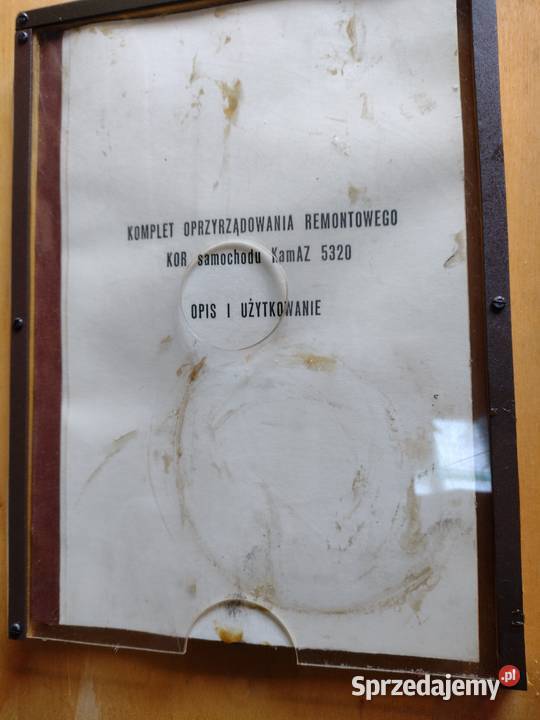 KOMPLET OPRZYRZĄDOWANIA REMONTOWEGO
KOR samochodu KamAZ 5320
OPIS I UŻYTKOWANIE
Sprzedajemy.pl